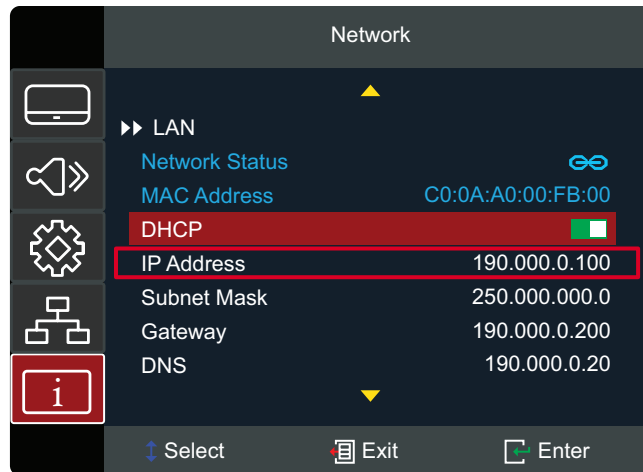 Network
LAN
Network Status
MAC Address C0:0A:A0:00:FB:00
DHCP
IP Address 190.000.0.100
Subnet Mask 250.000.000.0
Gateway 190.000.0.200
DNS 190.000.0.20
i
Select Exit Enter